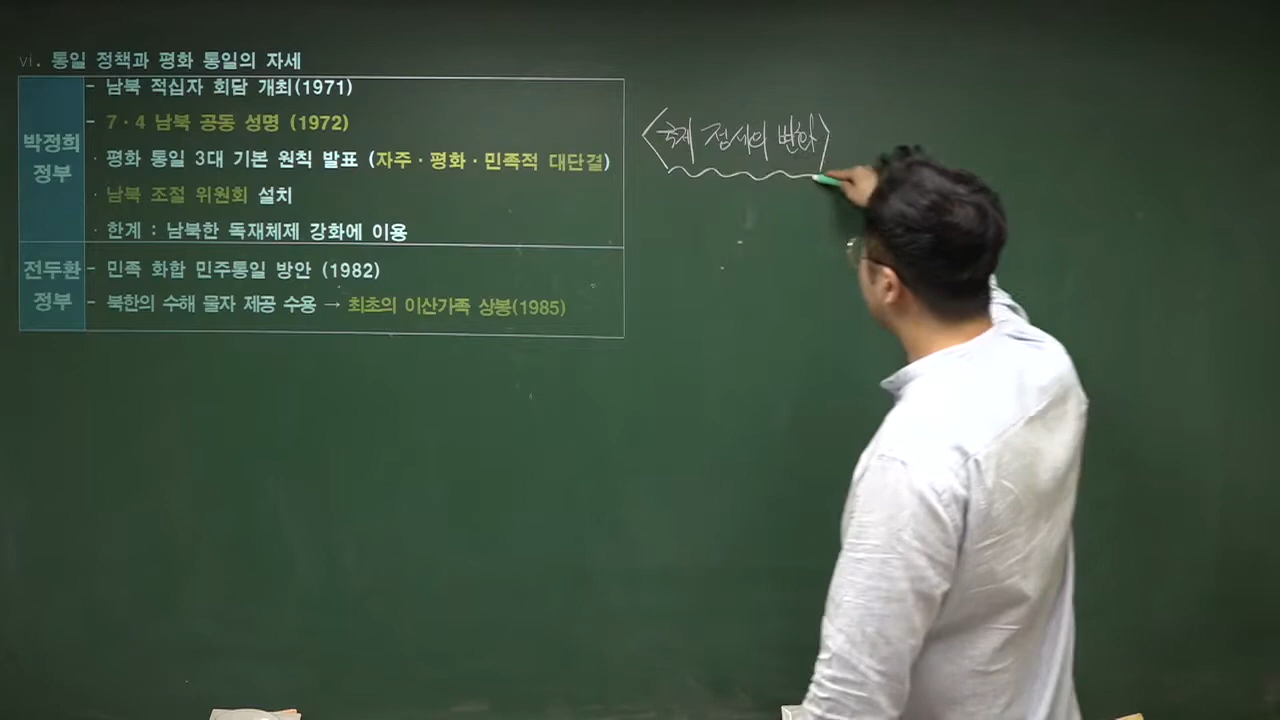 vi. 통일 정책과 평화 통일의 자세
박정희
정부
- 남북 적십자 회담 개최(1971)
- 7·4 남북 공동 성명 (1972)
· 평화 통일 3대 기본 원칙 발표 (자주·평화·민족적 대단결)
· 남북 조절 위원회 설치
· 한계 : 남북한 독재체제 강화에 이용
전두환
정부
- 민족 화합 민주통일 방안 (1982)
- 북한의 수해 물자 제공 수용 → 최초의 이산가족 상봉(1985)
<국제 정세의 변화>